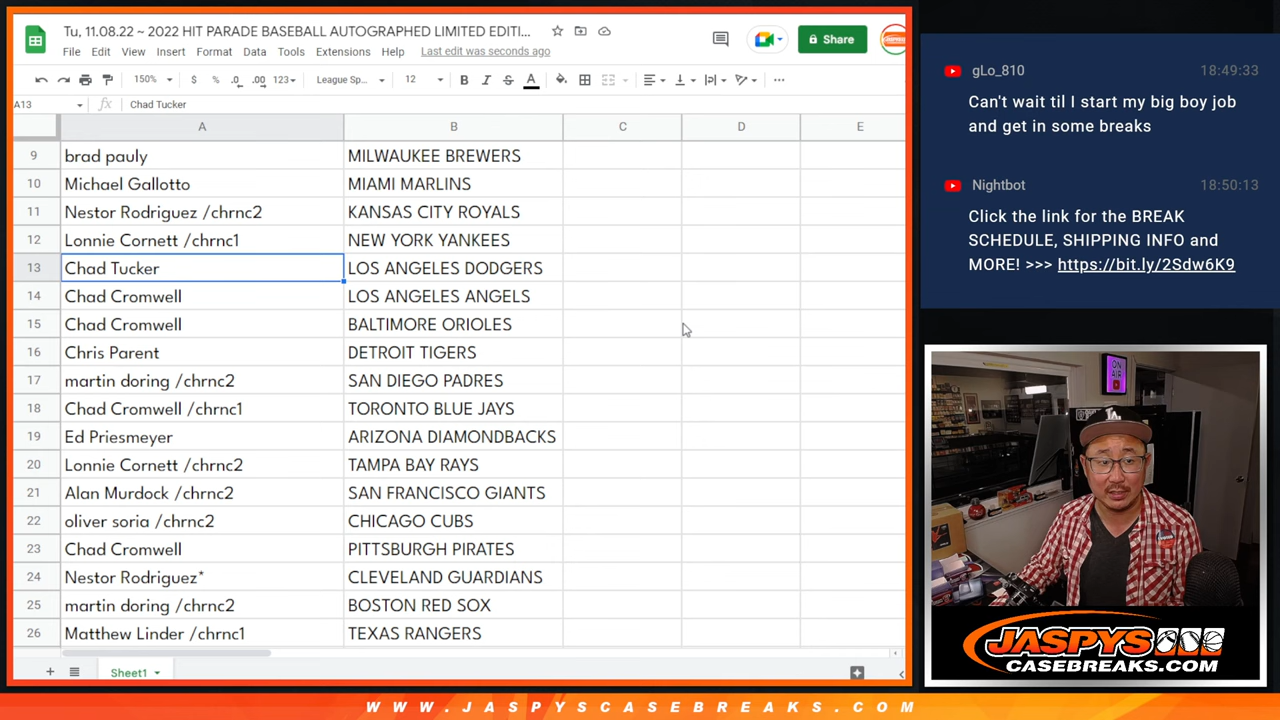 Tu, 11.08.22 ~ 2022 HIT PARADE BASEBALL AUTOGRAPHED LIMITED EDITI...
File Edit View Insert Format Data Tools Extensions Help Last edit was seconds ago
Share
150% $ % .0 .00 123 League Sp... 12 B I S A
A13 fx Chad Tucker
A B C D E
9 brad pauly MILWAUKEE BREWERS
10 Michael Gallotto MIAMI MARLINS
11 Nestor Rodriguez /chrnc2 KANSAS CITY ROYALS
12 Lonnie Cornett /chrnc1 NEW YORK YANKEES
13 Chad Tucker LOS ANGELES DODGERS
14 Chad Cromwell LOS ANGELES ANGELS
15 Chad Cromwell BALTIMORE ORIOLES
16 Chris Parent DETROIT TIGERS
17 martin doring /chrnc2 SAN DIEGO PADRES
18 Chad Cromwell /chrnc1 TORONTO BLUE JAYS
19 Ed Priesmeyer ARIZONA DIAMONDBACKS
20 Lonnie Cornett /chrnc2 TAMPA BAY RAYS
21 Alan Murdock /chrnc2 SAN FRANCISCO GIANTS
22 oliver soria /chrnc2 CHICAGO CUBS
23 Chad Cromwell PITTSBURGH PIRATES
24 Nestor Rodriguez* CLEVELAND GUARDIANS
25 martin doring /chrnc2 BOSTON RED SOX
26 Matthew Linder /chrnc1 TEXAS RANGERS
Sheet1
gLo_810 18:49:33
Can't wait til I start my big boy job
and get in some breaks
Nightbot 18:50:13
Click the link for the BREAK
SCHEDULE, SHIPPING INFO and
MORE! >>> https://bit.ly/2Sdw6K9
ON
AIR
LA
JASPYS
CASEBREAKS.COM
WWW.JASPYSCASEBREAKS.COM